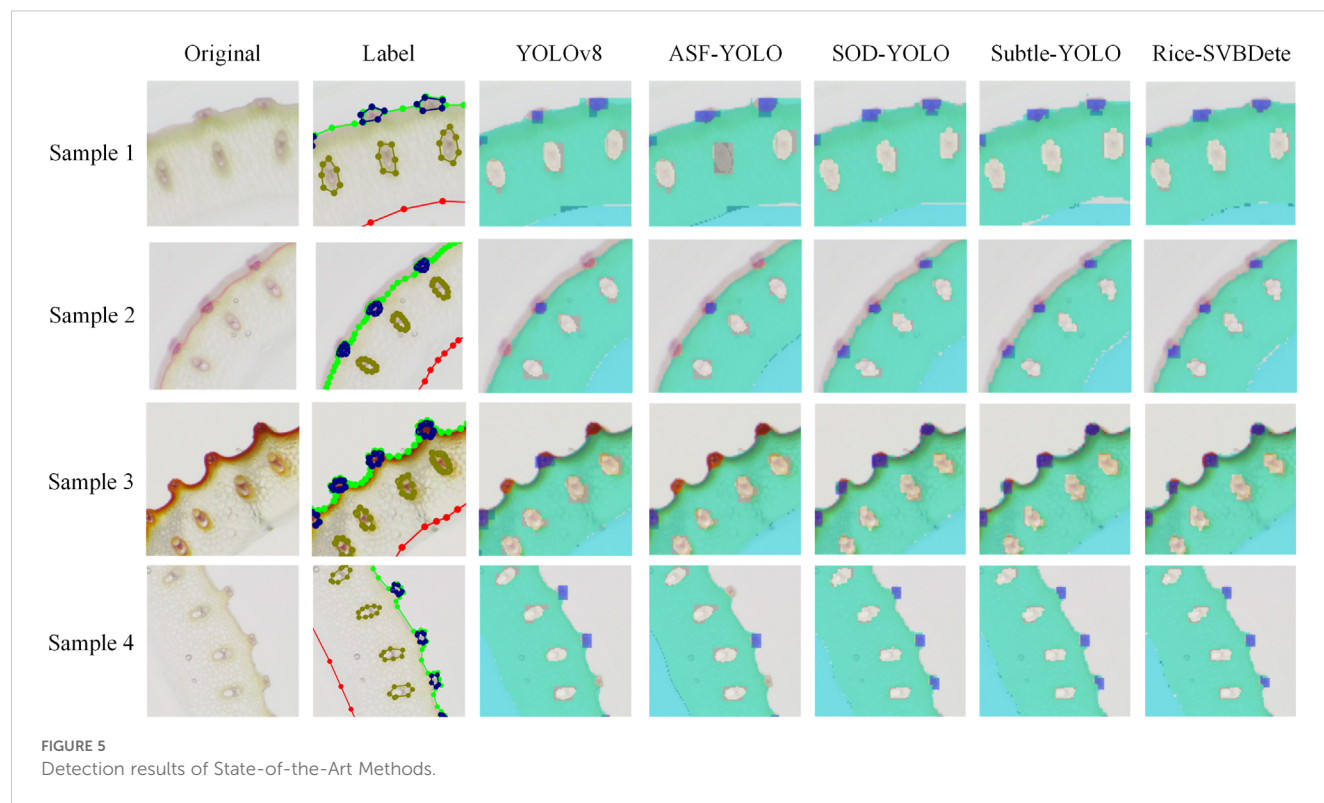 Original Label YOLOv8 ASF-YOLO SOD-YOLO Subtle-YOLO Rice-SVBDete
Sample 1
Sample 2
Sample 3
Sample 4
FIGURE 5
Detection results of State-of-the-Art Methods.